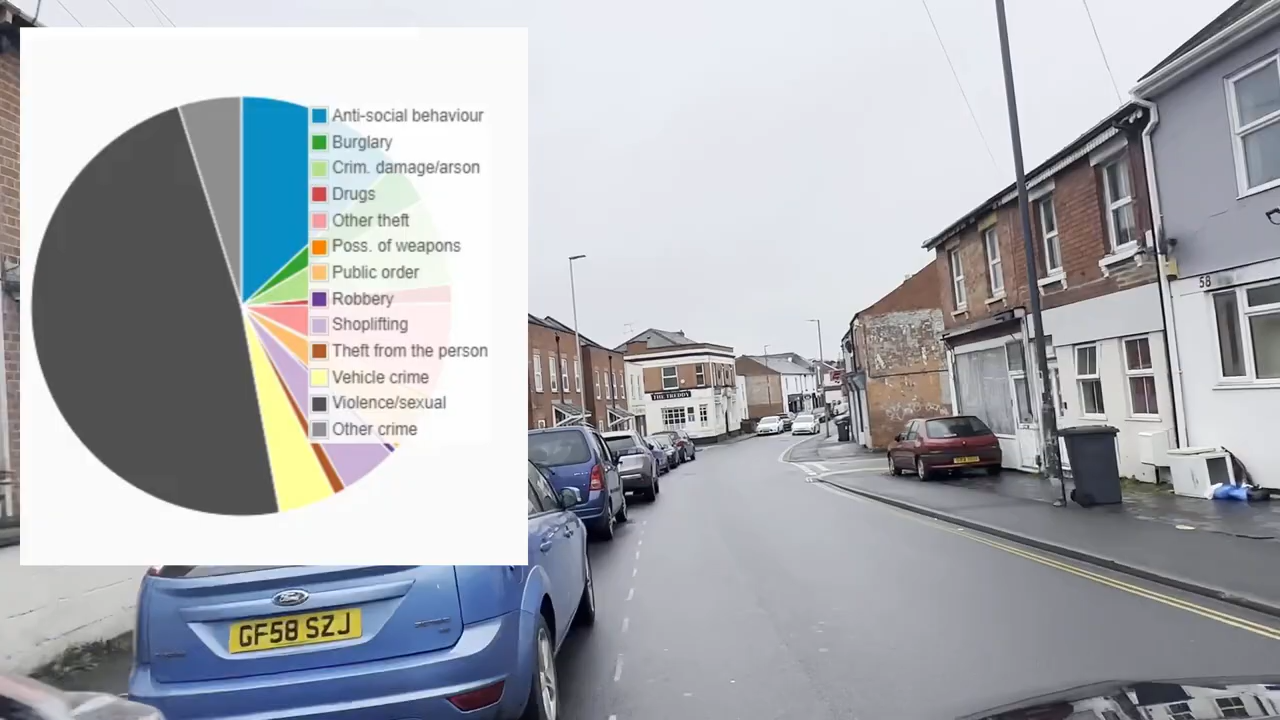 Anti-social behaviour
Burglary
Crim. damage/arson
Drugs
Other theft
Poss. of weapons
Public order
Robbery
Shoplifting
Theft from the person
Vehicle crime
Violence/sexual
Other crime
THE TREDDY
58
Ford
GF58 SZJ